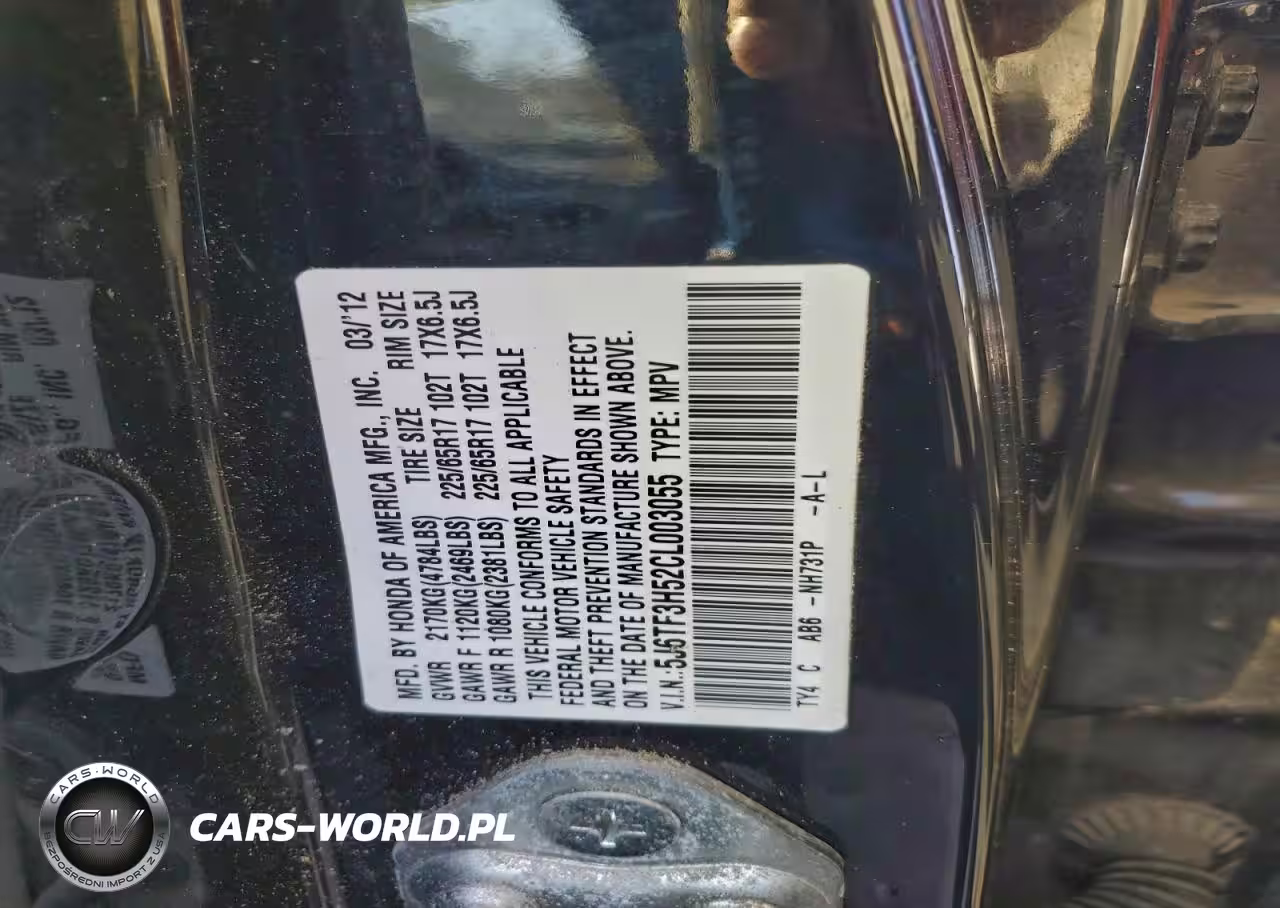 MFD. BY HONDA OF AMERICA MFG., INC. 03/'12
GVWR 2170KG(4784LBS) TIRE SIZE RIM SIZE
GAWR F 1120KG(2469LBS) 225/65R17 102T 17X6.5J
GAWR R 1080KG(2381LBS) 225/65R17 102T 17X6.5J
THIS VEHICLE CONFORMS TO ALL APPLICABLE
FEDERAL MOTOR VEHICLE SAFETY
AND THEFT PREVENTION STANDARDS IN EFFECT
ON THE DATE OF MANUFACTURE SHOWN ABOVE.
V.I.N.:5J6TF3H52CL003055 TYPE: MPV
TY4 C AB6 -NH731P -A-L
CARS-WORLD
CW
BEZPOŚREDNI IMPORT Z USA
CARS-WORLD.PL